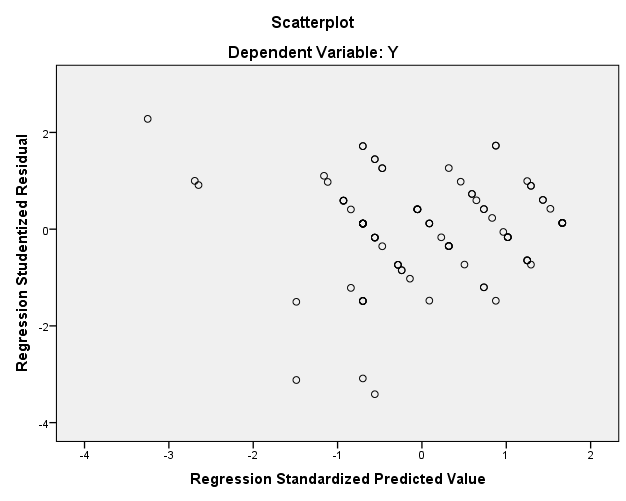 Scatterplot
Dependent Variable: Y
Regression Studentized Residual
2
0
-2
-4
-4 -3 -2 -1 0 1 2
Regression Standardized Predicted Value